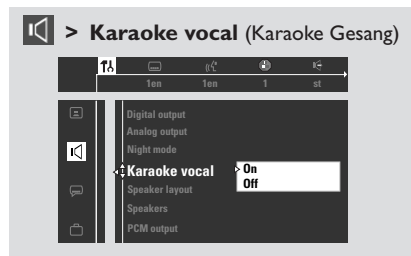 > Karaoke vocal (Karaoke Gesang)
1en 1en 1 st
Digital output
Analog output
Night mode
Karaoke vocal
On
Off
Speaker layout
Speakers
PCM output